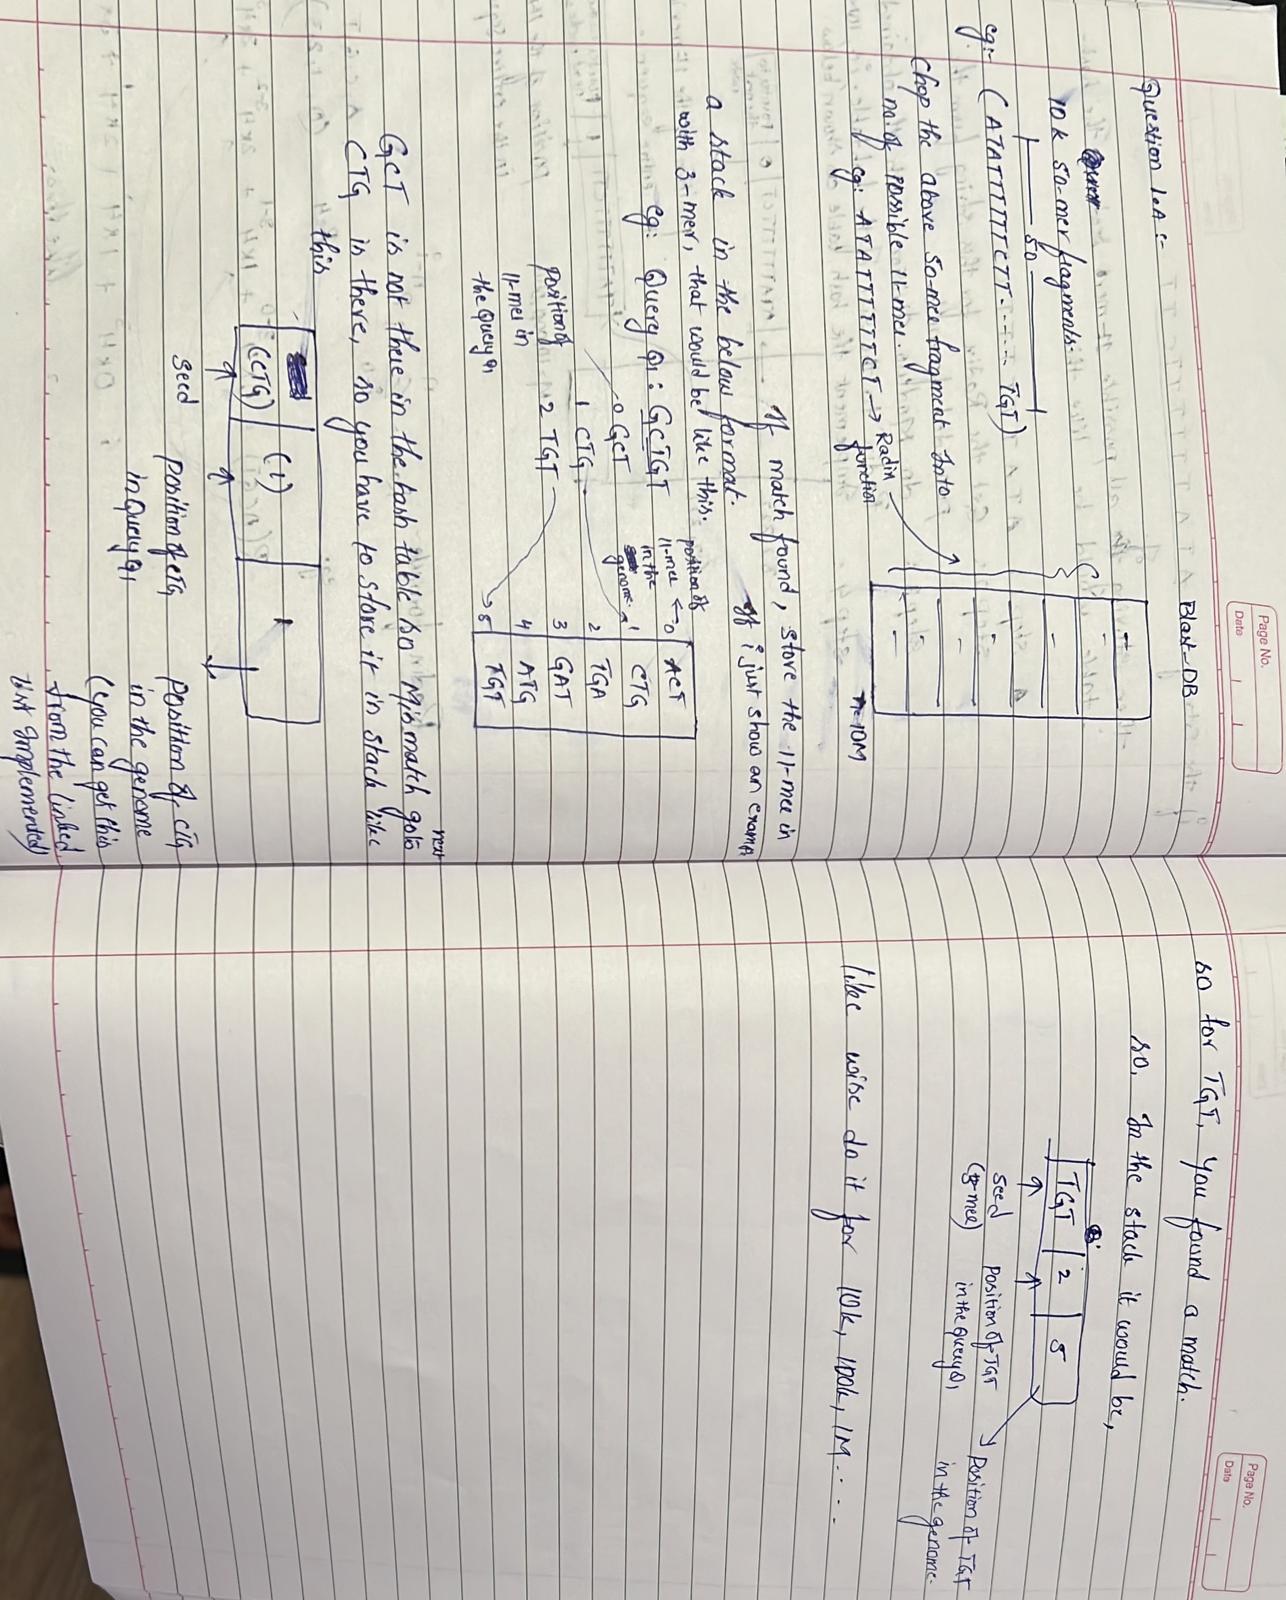 Page No.
Date
Blast-DB
Question 1.A :-
10k 50-mer fragments.
50
eg:- (ATATTTTTTCTT....... TGT)
Chop the above 50-mer fragment Into
no. of possible 11-mer.
eg: ATATTTTTTCT → Radix
function
n=10M
If match found, store the 11-mer in
a stack in the below format. If i just show an example
with 3-mer, that would be like this.
eg: Query Q1 : GCTGT
0 GCT
1 CTG
2 TGT
position of
11-mer in
the Query Q1
position of
11-mer
in the
genome.
0 ACT
1 CTG
2 TGA
3 GAT
4 ATG
5 TGT
GCT is not there in the hash table so Mismatch goto next
CTG is there, so you have to store it in stack like
this
(CTG) (1) 1
seed
position of CTG
in Query Q1
position of CTG
in the genome
(you can get this
from the linked
list Implemented)
Page No.
Date
so for TGT, you found a match.
so, In the stack it would be,
TGT 2 5
seed
(3-mer)
Position of TGT
in the Query Q1
Position of TGT
in the genome.
like wise do it for 10k, 100k, 1M....